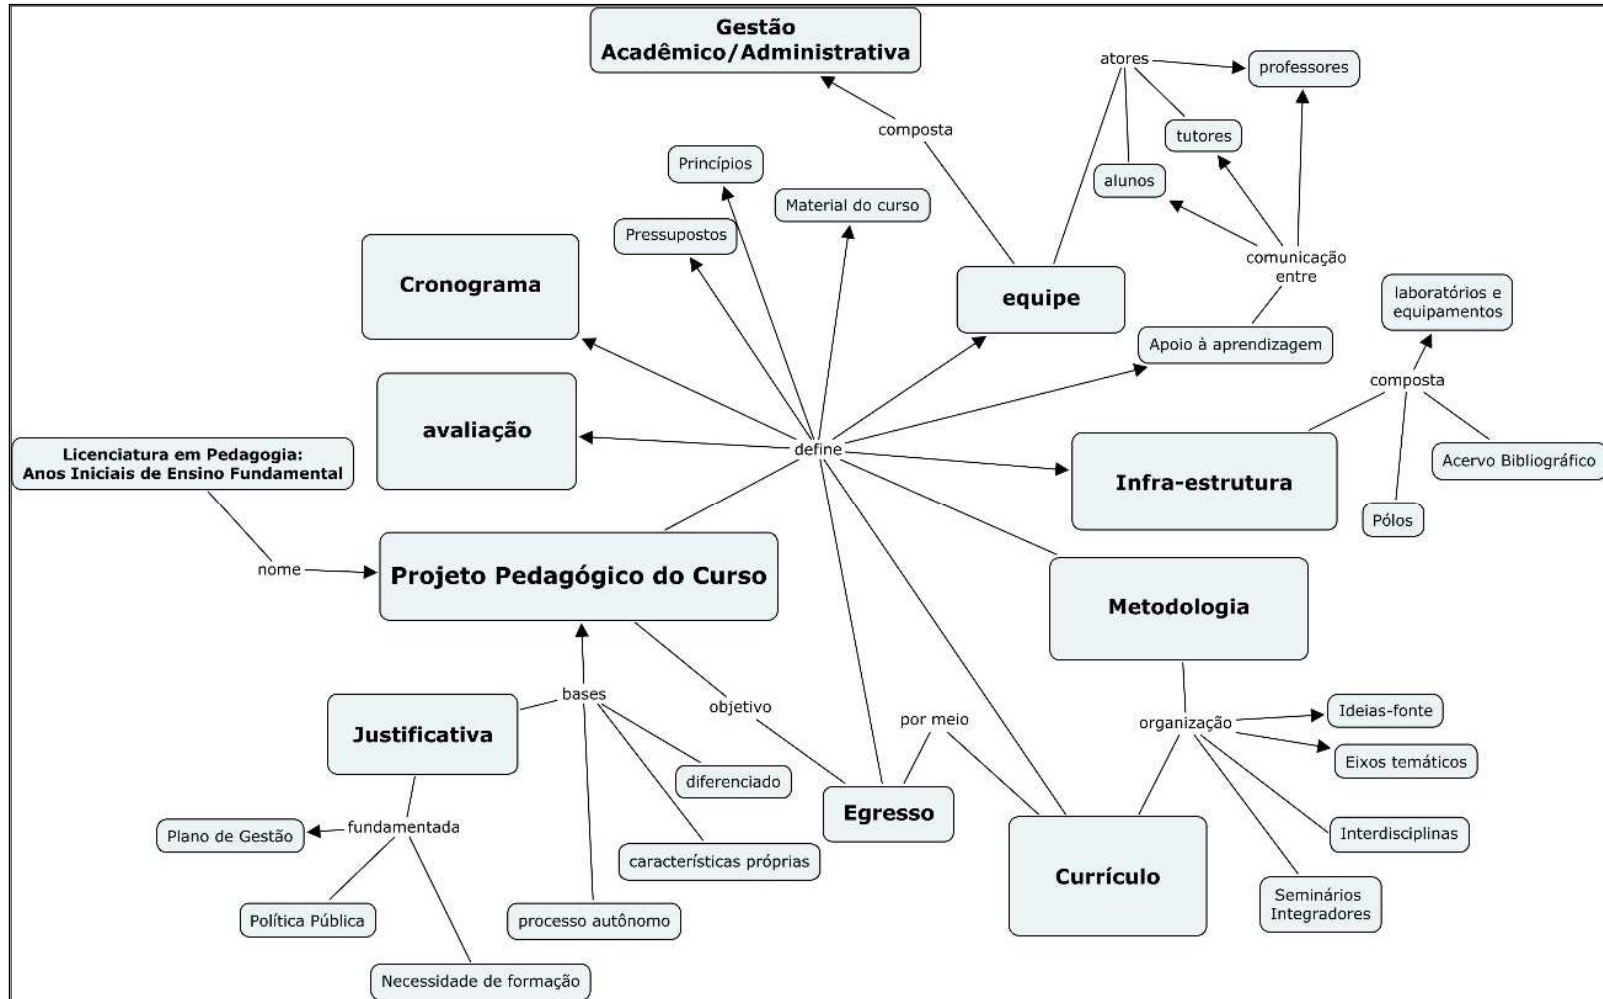 Gestão
Acadêmico/Administrativa
atores
professores
composta
tutores
Princípios
alunos
Material do curso
Pressupostos
comunicação
entre
Cronograma
equipe
laboratórios e
equipamentos
Apoio à aprendizagem
composta
avaliação
define
Licenciatura em Pedagogia:
Anos Iniciais de Ensino Fundamental
Acervo Bibliográfico
Infra-estrutura
Pólos
nome
Projeto Pedagógico do Curso
Metodologia
bases
objetivo
por meio
organização
Ideias-fonte
Justificativa
Eixos temáticos
diferenciado
Egresso
Plano de Gestão
fundamentada
Interdisciplinas
características próprias
Currículo
Seminários
Integradores
Política Pública
processo autônomo
Necessidade de formação